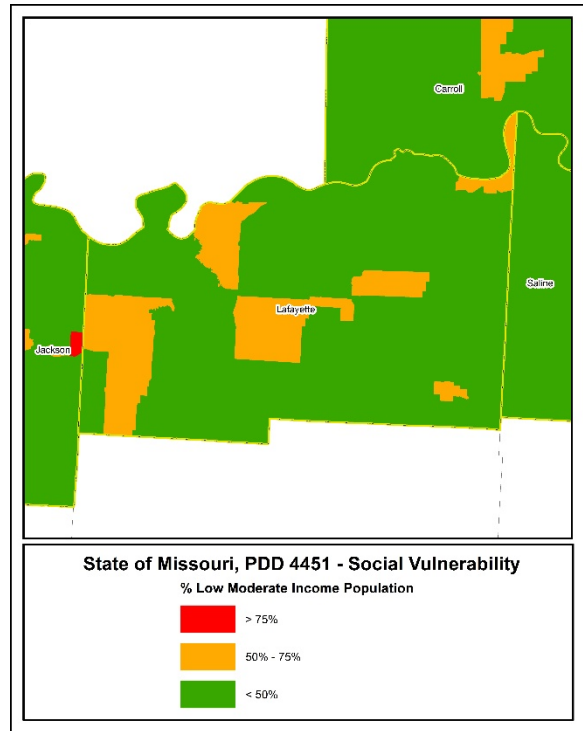 Carroll
Saline
Lafayette
Jackson
State of Missouri, PDD 4451 - Social Vulnerability
% Low Moderate Income Population
> 75%
50% - 75%
< 50%